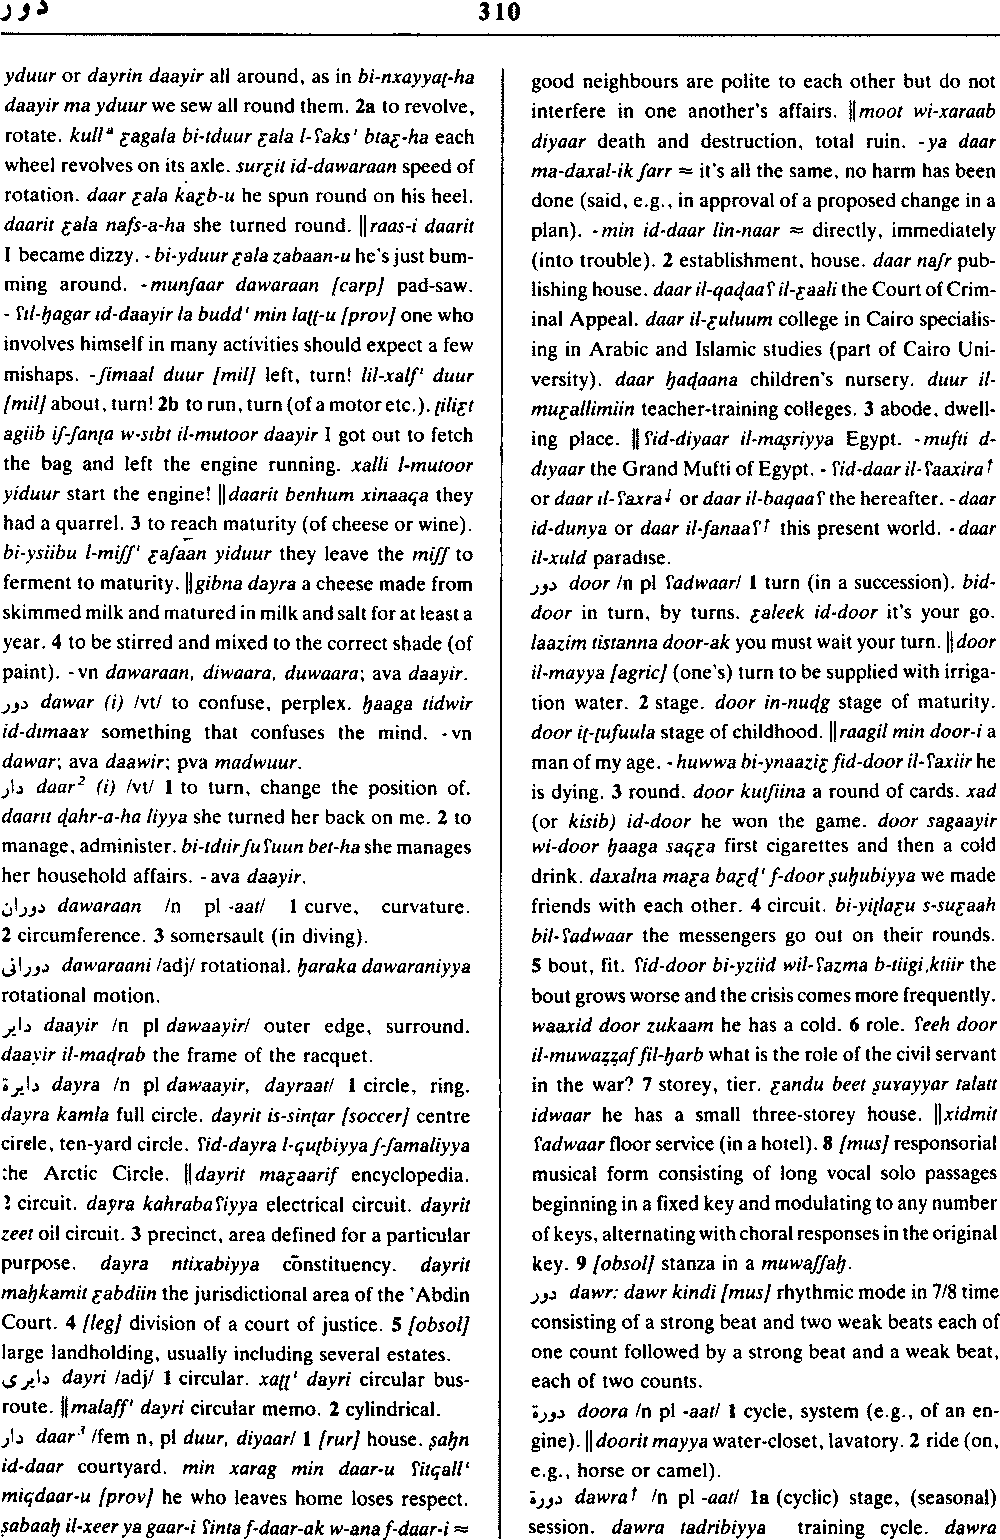 دور 310
yduur or dayrin daayir all around, as in bi-nxayyaṭ-ha
daayir ma yduur we sew all round them. 2a to revolve,
rotate. kullᵃ ɛagala bi-tduur ɛala l-ʕaksⁱ btaɛ-ha each
wheel revolves on its axle. surɛit id-dawaraan speed of
rotation. daar ɛala kaɛb-u he spun round on his heel.
daarit ɛala nafs-a-ha she turned round. ‖raas-i daarit
I became dizzy. -bi-yduur ɛala zabaan-u he's just bum-
ming around. -munʃaar dawaraan [carp] pad-saw.
-ʕil-ḥagar id-daayir la buddⁱ min laṭṭ-u [prov] one who
involves himself in many activities should expect a few
mishaps. -ʃimaal duur [mil] left, turn! lil-xalfⁱ duur
[mil] about, turn! 2b to run, turn (of a motor etc.). ṭiliɛt
agiib iʃ-ʃanṭa w-sibt il-mutoor daayir I got out to fetch
the bag and left the engine running. xalli l-mutoor
yiduur start the engine! ‖daarit benhum xinaaqa they
had a quarrel. 3 to reach maturity (of cheese or wine).
bi-ysiibu l-miʃʃⁱ ɛaʃaan yiduur they leave the miʃʃ to
ferment to maturity. ‖gibna dayra a cheese made from
skimmed milk and matured in milk and salt for at least a
year. 4 to be stirred and mixed to the correct shade (of
paint). -vn dawaraan, diwaara, duwaara; ava daayir.
دور dawar (i) /vt/ to confuse, perplex. ḥaaga tidwir
id-dimaaɣ something that confuses the mind. -vn
dawar; ava daawir; pva madwuur.
دار daar² (i) /vt/ 1 to turn, change the position of.
daarit ḍahr-a-ha liyya she turned her back on me. 2 to
manage, administer. bi-tdiir ʃuʕuun bet-ha she manages
her household affairs. -ava daayir.
دوران dawaraan /n pl -aat/ 1 curve, curvature.
2 circumference. 3 somersault (in diving).
دورانى dawaraani /adj/ rotational. ḥaraka dawaraniyya
rotational motion.
داير daayir /n pl dawaayir/ outer edge, surround.
daayir il-maḍrab the frame of the racquet.
دايرة dayra /n pl dawaayir, dayraat/ 1 circle, ring.
dayra kamla full circle. dayrit is-sinṭar [soccer] centre
circle, ten-yard circle. ʕid-dayra l-quṭbiyya ʃ-ʃamaliyya
the Arctic Circle. ‖dayrit maɛaarif encyclopedia.
2 circuit. dayra kahrabaʕiyya electrical circuit. dayrit
zeet oil circuit. 3 precinct, area defined for a particular
purpose. dayra ntixabiyya constituency. dayrit
maḥkamit ɛabdiin the jurisdictional area of the 'Abdin
Court. 4 [leg] division of a court of justice. 5 [obsol]
large landholding, usually including several estates.
دايرى dayri /adj/ 1 circular. xaṭṭⁱ dayri circular bus-
route. ‖malaffⁱ dayri circular memo. 2 cylindrical.
دار daar³ /fem n, pl duur, diyaar/ 1 [rur] house. ṣaḥn
id-daar courtyard. min xarag min daar-u ʕitqallⁱ
miqdaar-u [prov] he who leaves home loses respect.
ṣabaaḥ il-xeer ya gaar-i ʕinta f-daar-ak w-ana f-daar-i ≈
good neighbours are polite to each other but do not
interfere in one another's affairs. ‖moot wi-xaraab
diyaar death and destruction, total ruin. -ya daar
ma-daxal-ik ʃarr ≈ it's all the same, no harm has been
done (said, e.g., in approval of a proposed change in a
plan). -min id-daar lin-naar ≈ directly, immediately
(into trouble). 2 establishment, house. daar naʃr pub-
lishing house. daar il-qaḍaaʕ il-ɛaali the Court of Crim-
inal Appeal. daar il-ɛuluum college in Cairo specialis-
ing in Arabic and Islamic studies (part of Cairo Uni-
versity). daar ḥaḍaana children's nursery. duur il-
muɛallimiin teacher-training colleges. 3 abode, dwell-
ing place. ‖ʕid-diyaar il-maṣriyya Egypt. -mufti d-
diyaar the Grand Mufti of Egypt. -ʕid-daar il-ʕaaxira↑
or daar il-ʕaxra↓ or daar il-baqaaʕ the hereafter. -daar
id-dunya or daar il-fanaaʕ↑ this present world. -daar
il-xuld paradise.
دور door /n pl ʕadwaar/ 1 turn (in a succession). bid-
door in turn, by turns. ɛaleek id-door it's your go.
laazim tistanna door-ak you must wait your turn. ‖door
il-mayya [agric] (one's) turn to be supplied with irriga-
tion water. 2 stage. door in-nuḍg stage of maturity.
door iṭ-ṭufuula stage of childhood. ‖raagil min door-i a
man of my age. -huwwa bi-ynaaziɛ fid-door il-ʕaxiir he
is dying. 3 round. door kutʃiina a round of cards. xad
(or kisib) id-door he won the game. door sagaayir
wi-door ḥaaga saqɛa first cigarettes and then a cold
drink. daxalna maɛa baɛḍⁱ f-door ṣuḥubiyya we made
friends with each other. 4 circuit. bi-yiṭlaɛu s-suɛaah
bil-ʕadwaar the messengers go out on their rounds.
5 bout, fit. ʕid-door bi-yziid wil-ʕazma b-tiigi ktiir the
bout grows worse and the crisis comes more frequently.
waaxid door zukaam he has a cold. 6 role. ʕeeh door
il-muwaẓẓaf fil-ḥarb what is the role of the civil servant
in the war? 7 storey, tier. ɛandu beet ṣuɣayyar talatt
idwaar he has a small three-storey house. ‖xidmit
ʕadwaar floor service (in a hotel). 8 [mus] responsorial
musical form consisting of long vocal solo passages
beginning in a fixed key and modulating to any number
of keys, alternating with choral responses in the original
key. 9 [obsol] stanza in a muwaʃʃaḥ.
دور dawr: dawr kindi [mus] rhythmic mode in 7/8 time
consisting of a strong beat and two weak beats each of
one count followed by a strong beat and a weak beat,
each of two counts.
دورة doora /n pl -aat/ 1 cycle, system (e.g., of an en-
gine). ‖doorit mayya water-closet, lavatory. 2 ride (on,
e.g., horse or camel).
دورة dawra↑ /n pl -aat/ 1a (cyclic) stage, (seasonal)
session. dawra tadribiyya training cycle. dawra